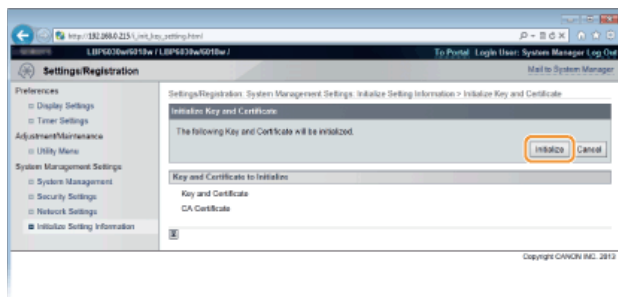 http://192.168.0.215/i_init_key_setting.html
LBP6030w/6018w / LBP6030w/6018w /
To Portal Login User: System Manager Log Out
Settings/Registration
Mail to System Manager
Preferences
Display Settings
Timer Settings
Adjustment/Maintenance
Utility Menu
System Management Settings
System Management
Security Settings
Network Settings
Initialize Setting Information
Settings/Registration: System Management Settings: Initialize Setting Information > Initialize Key and Certificate
Initialize Key and Certificate
The following Key and Certificate will be initialized.
Initialize
Cancel
Key and Certificate to Initialize
Key and Certificate
CA Certificate
Copyright CANON INC. 2013